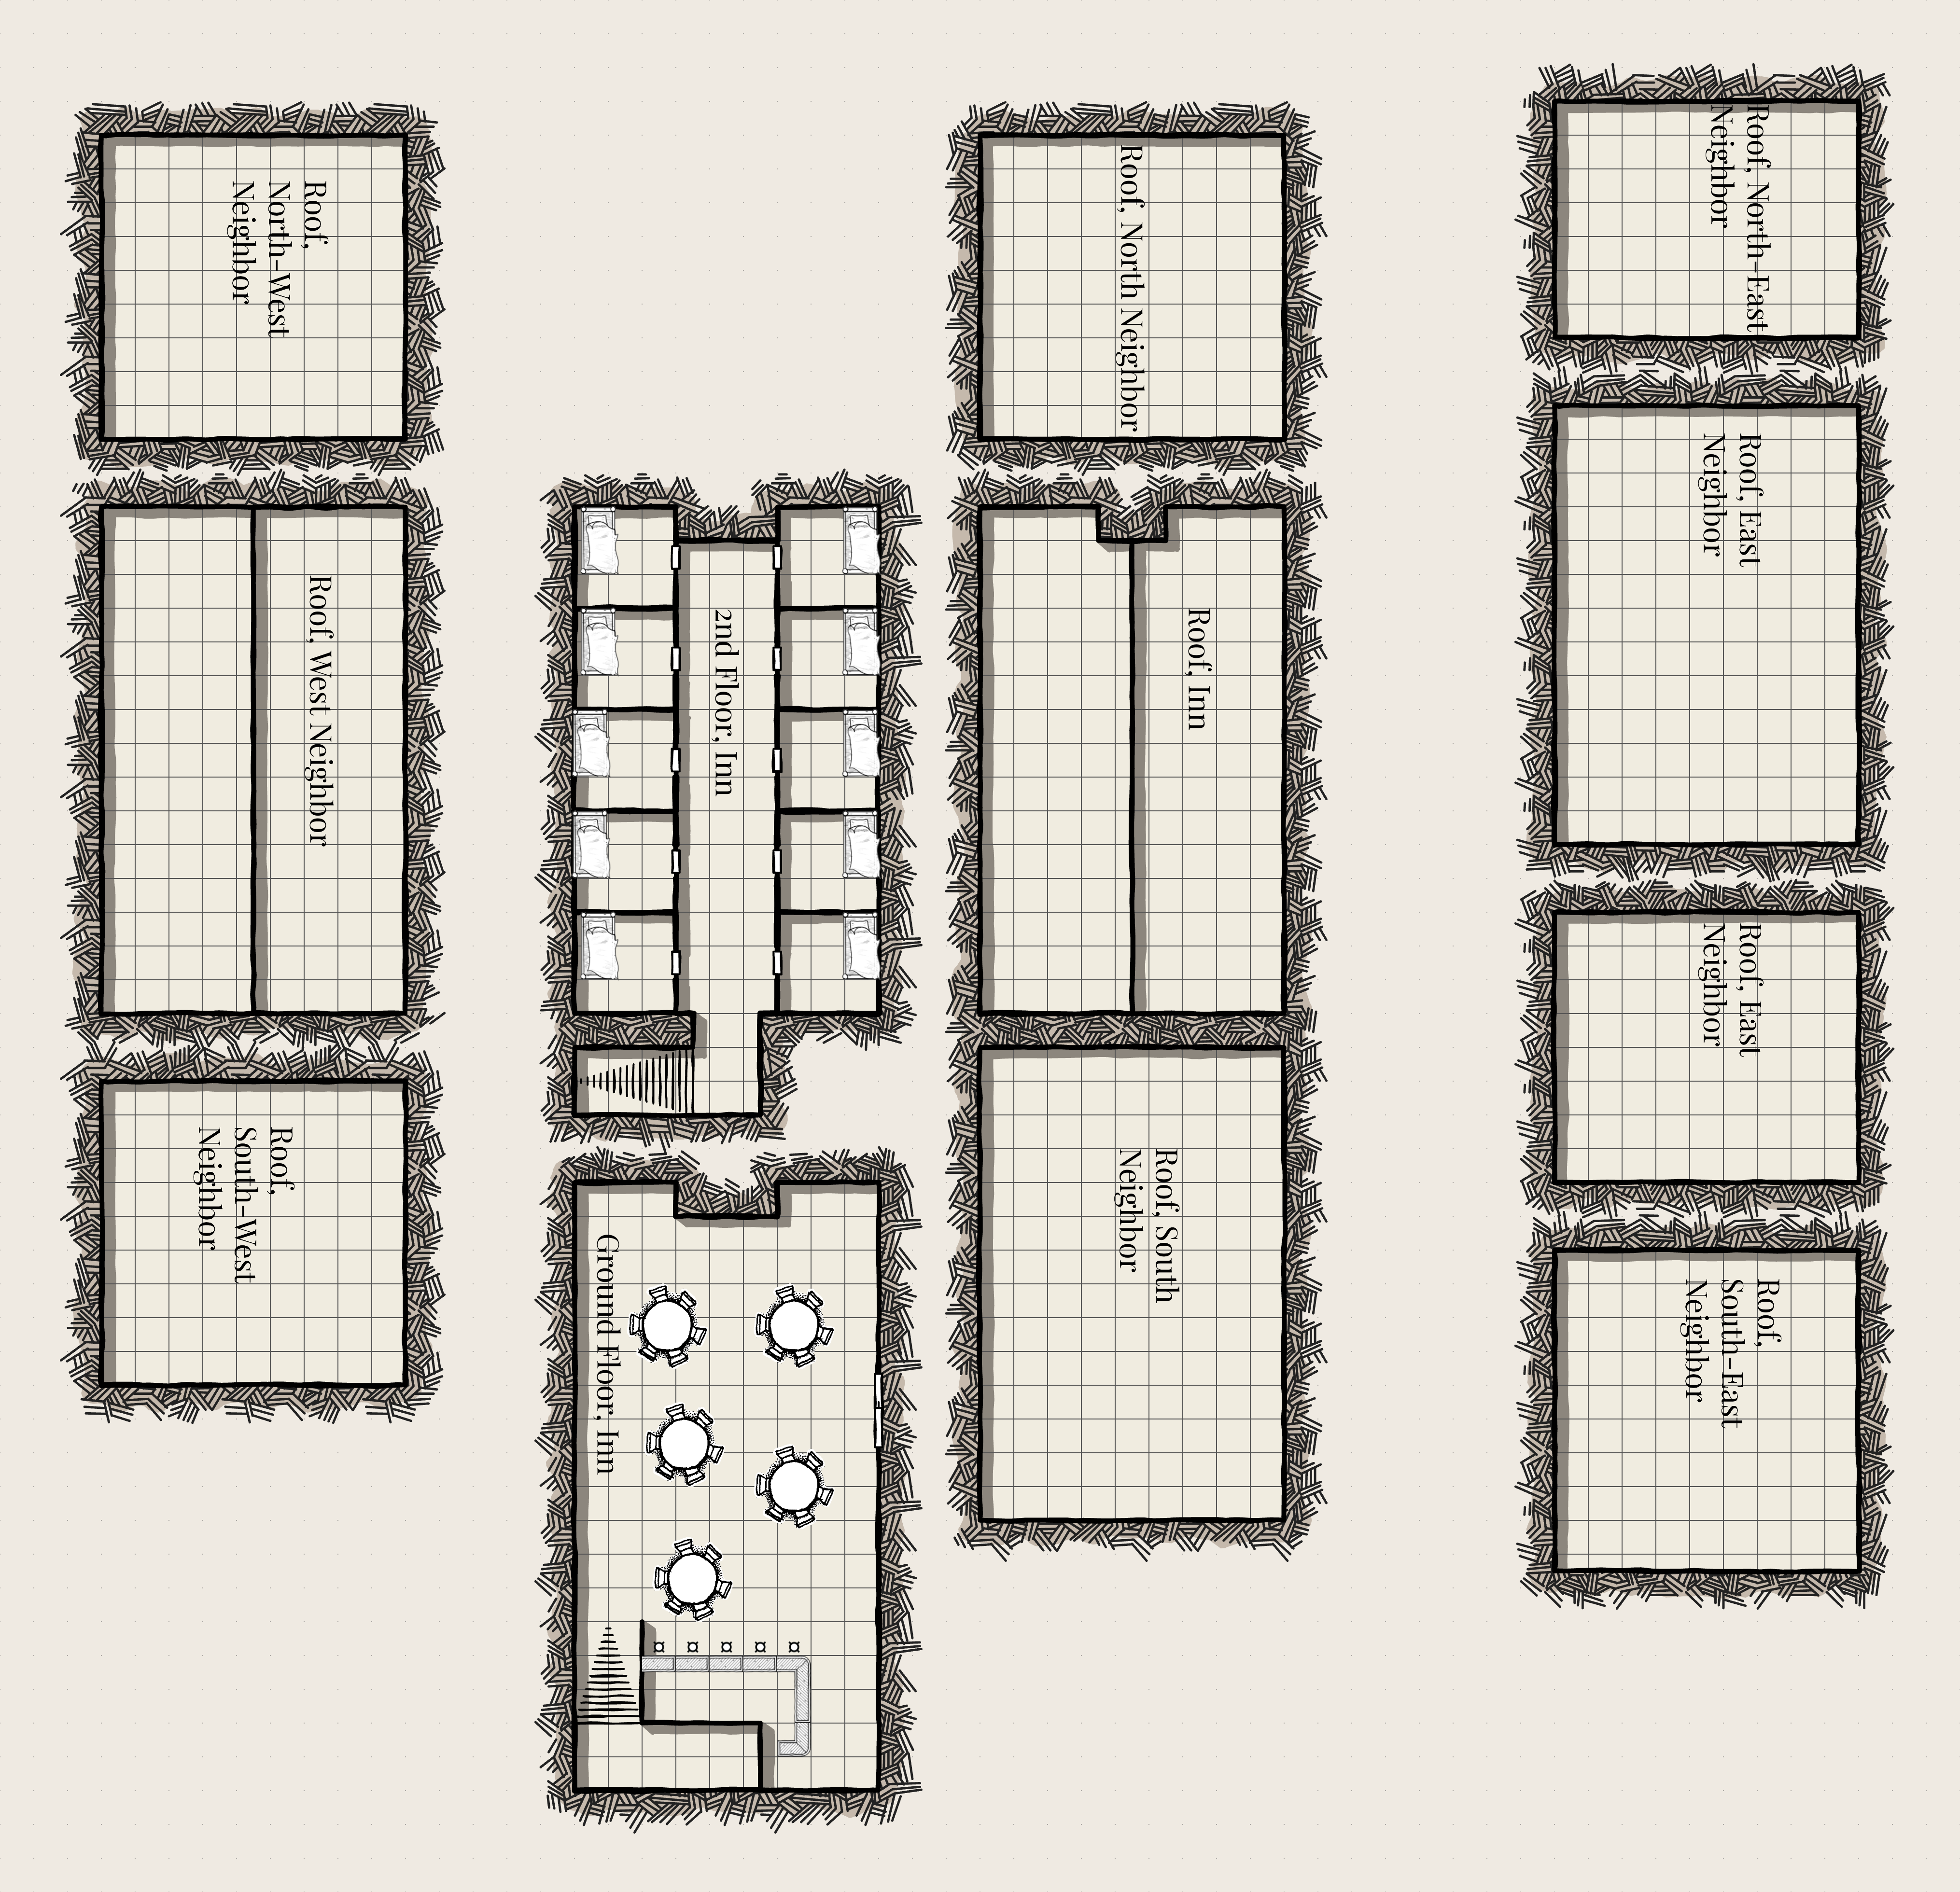 Roof,
North-West
Neighbor
Roof, West Neighbor
Roof,
South-West
Neighbor
2nd Floor, Inn
Ground Floor, Inn
Roof, North Neighbor
Roof, Inn
Roof, South
Neighbor
Roof, North-East
Neighbor
Roof, East
Neighbor
Roof, East
Neighbor
Roof,
South-East
Neighbor